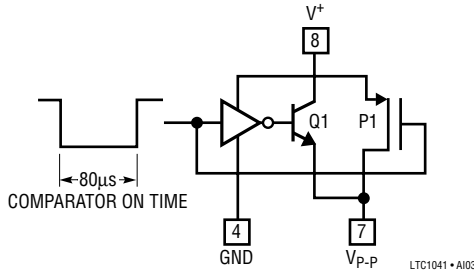 V+
8
Q1
P1
80µs
COMPARATOR ON TIME
4
GND
7
VP-P
LTC1041 • AI03